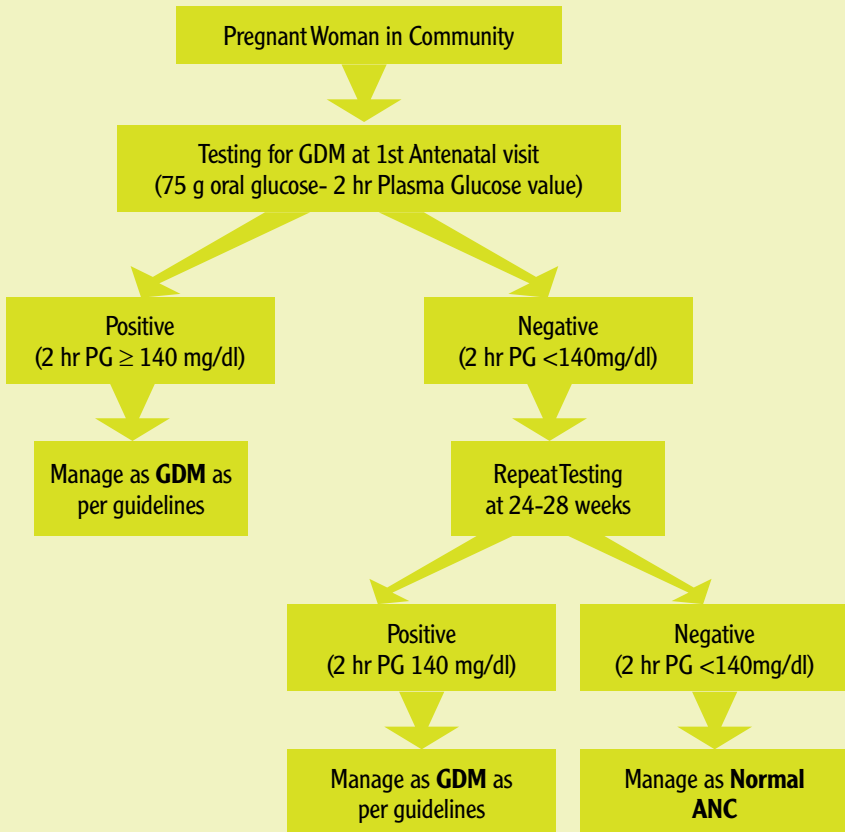 Pregnant Woman in Community
Testing for GDM at 1st Antenatal visit
(75 g oral glucose- 2 hr Plasma Glucose value)
Positive
(2 hr PG ≥ 140 mg/dl)
Negative
(2 hr PG <140mg/dl)
Manage as GDM as
per guidelines
Repeat Testing
at 24-28 weeks
Positive
(2 hr PG 140 mg/dl)
Negative
(2 hr PG <140mg/dl)
Manage as GDM as
per guidelines
Manage as Normal
ANC